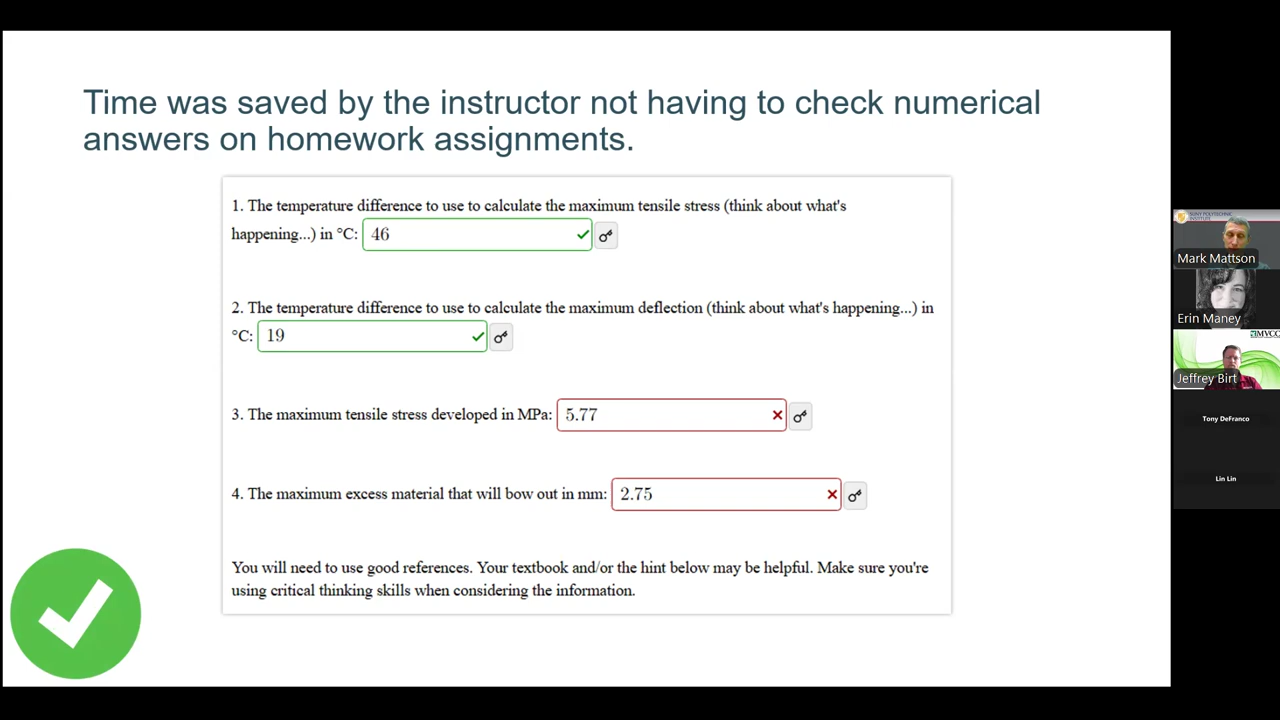 Time was saved by the instructor not having to check numerical
answers on homework assignments.
1. The temperature difference to use to calculate the maximum tensile stress (think about what's
happening...) in °C: 46
2. The temperature difference to use to calculate the maximum deflection (think about what's happening...) in
°C: 19
3. The maximum tensile stress developed in MPa: 5.77
4. The maximum excess material that will bow out in mm: 2.75
You will need to use good references. Your textbook and/or the hint below may be helpful. Make sure you're
using critical thinking skills when considering the information.
SUNY POLYTECHNIC
INSTITUTE
Mark Mattson
Erin Maney
MVCC
Jeffrey Birt
Tony DeFranco
Lin Lin